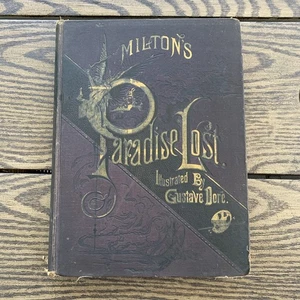 MILTON'S
Paradise Lost.
Illustrated By
Gustave Doré.